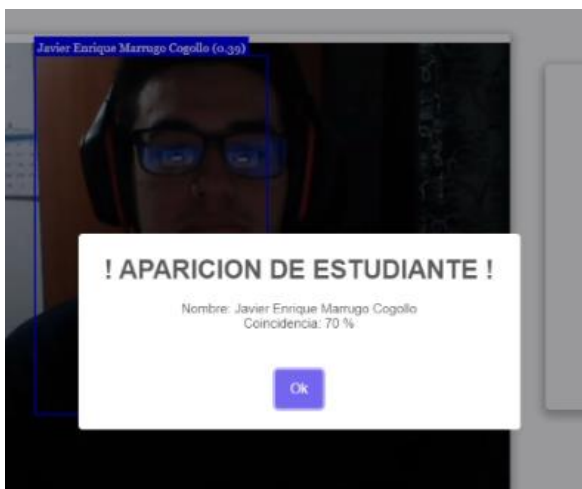 Javier Enrique Marrugo Cogollo (0.39)
! APARICION DE ESTUDIANTE !
Nombre: Javier Enrique Marrugo Cogollo
Coincidencia: 70 %
Ok